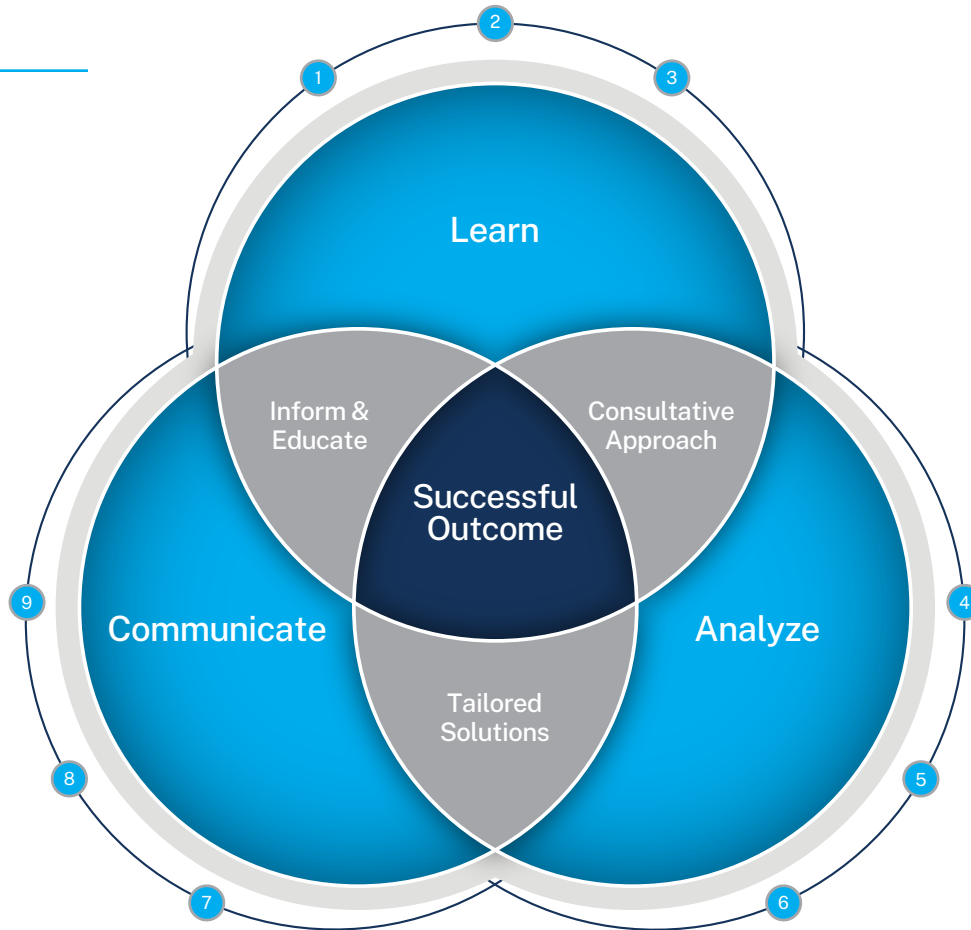 2
1
3
Learn
Inform &
Educate
Consultative
Approach
Successful
Outcome
9
4
Communicate
Analyze
Tailored
Solutions
8
5
7
6